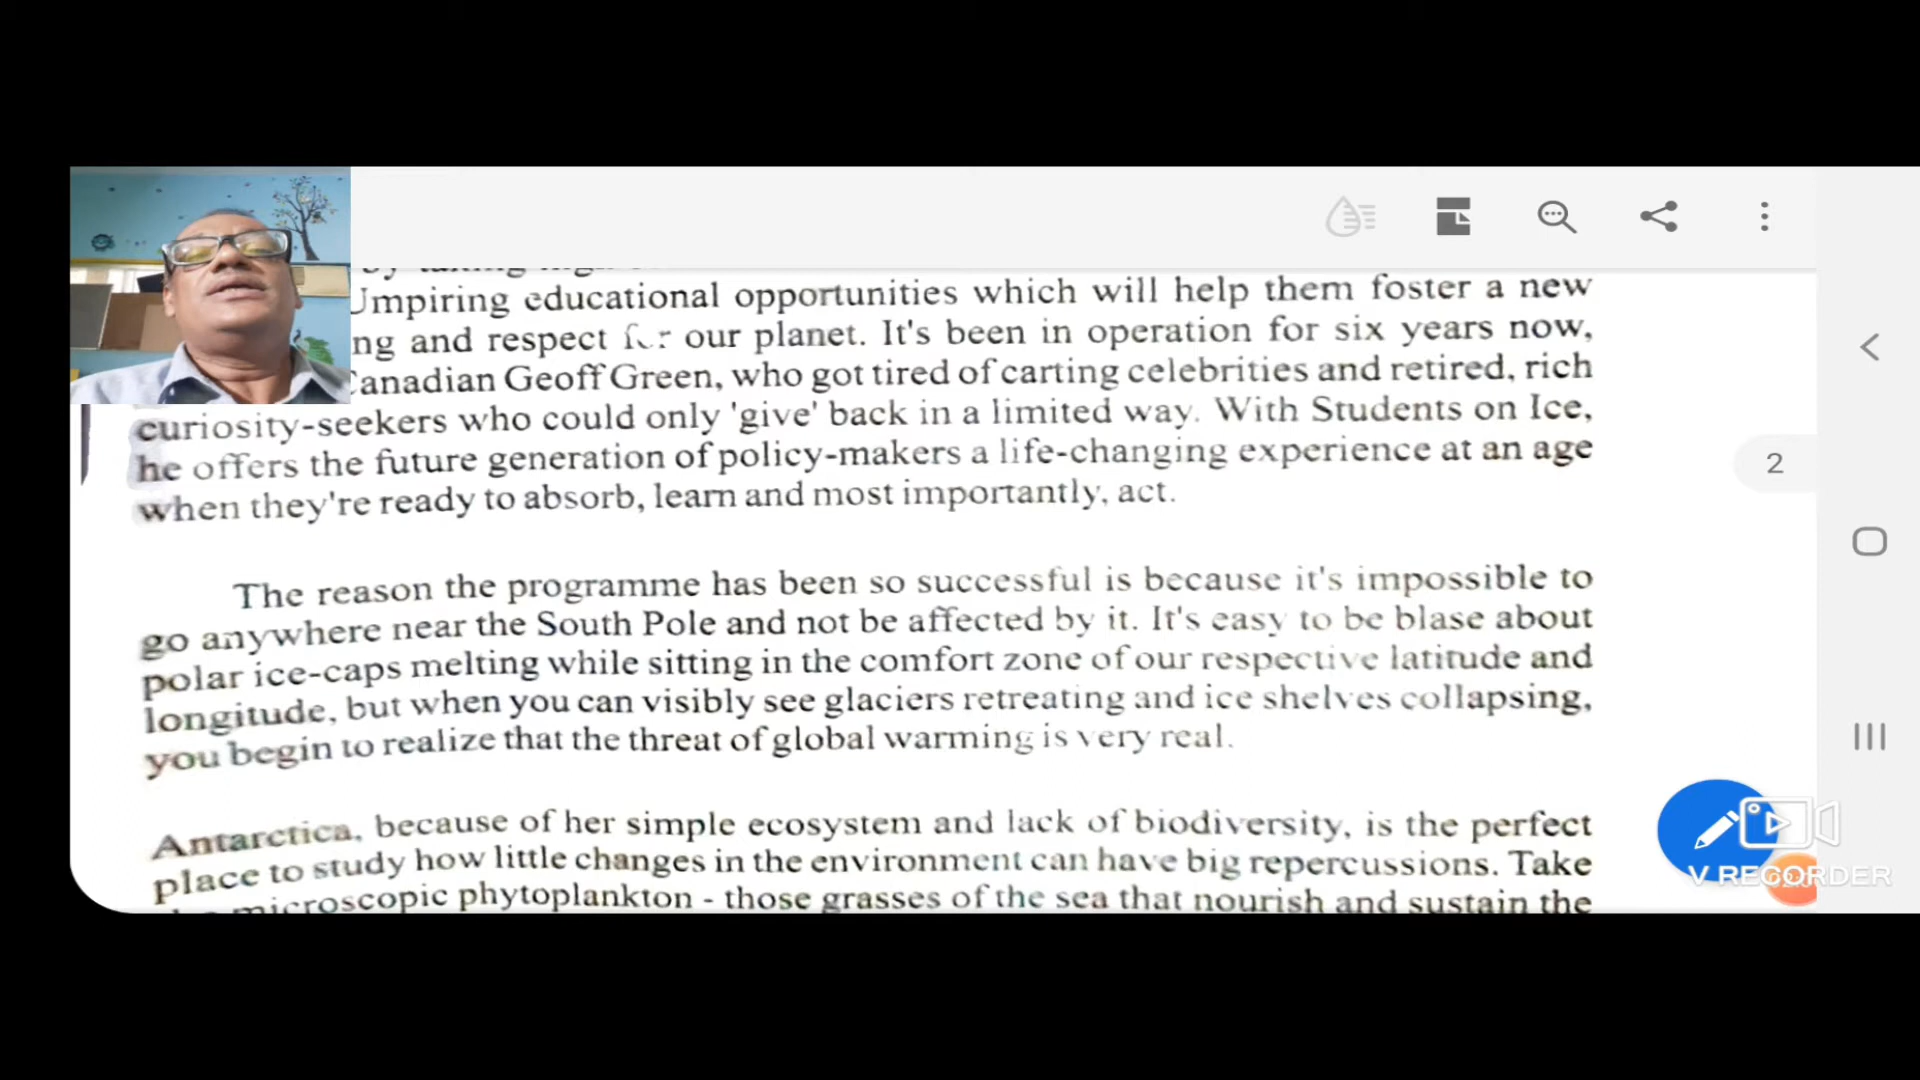 Umpiring educational opportunities which will help them foster a new
ng and respect for our planet. It's been in operation for six years now,
Canadian Geoff Green, who got tired of carting celebrities and retired, rich
curiosity-seekers who could only 'give' back in a limited way. With Students on Ice,
he offers the future generation of policy-makers a life-changing experience at an age
when they're ready to absorb, learn and most importantly, act.
2
The reason the programme has been so successful is because it's impossible to
go anywhere near the South Pole and not be affected by it. It's easy to be blase about
polar ice-caps melting while sitting in the comfort zone of our respective latitude and
longitude, but when you can visibly see glaciers retreating and ice shelves collapsing,
you begin to realize that the threat of global warming is very real.
Antarctica, because of her simple ecosystem and lack of biodiversity, is the perfect
place to study how little changes in the environment can have big repercussions. Take
microscopic phytoplankton - those grasses of the sea that nourish and sustain the
V RECORDER